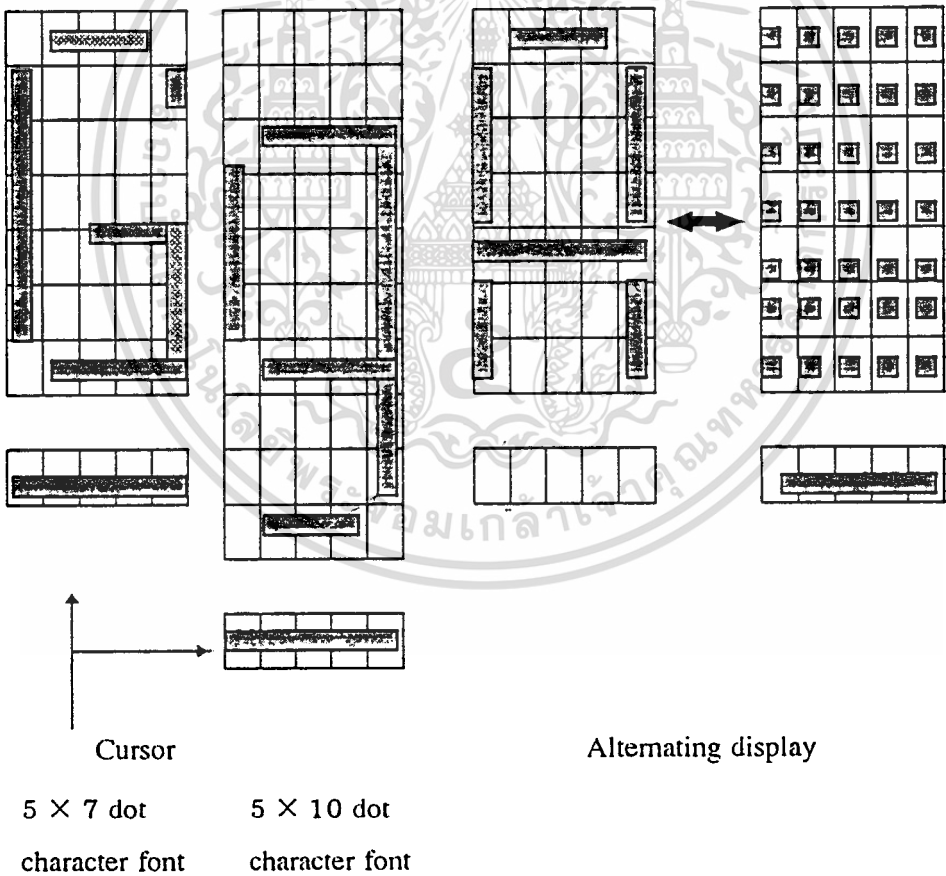 Cursor
Alternating display
5 × 7 dot
5 × 10 dot
character font
character font